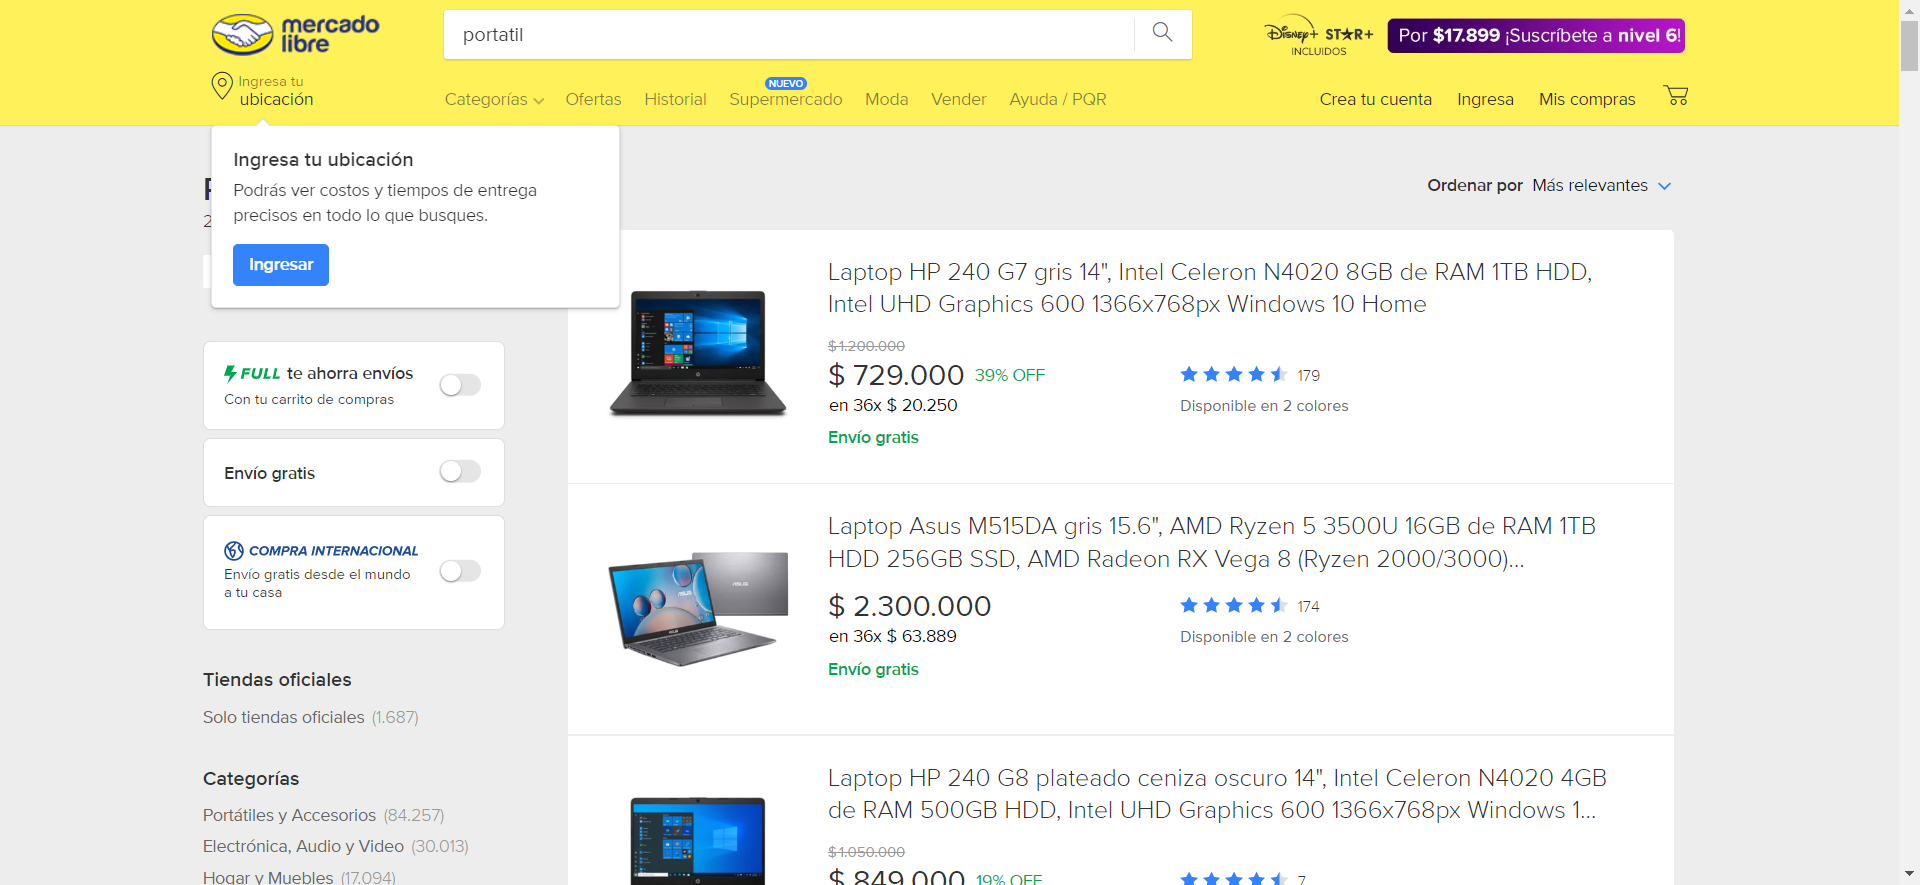 mercado
libre
portatil
Disney+ STAR+
INCLUIDOS
Por $17.899 ¡Suscríbete a nivel 6!
Ingresa tu
ubicación
Categorías
Ofertas
Historial
NUEVO
Supermercado
Moda
Vender
Ayuda / PQR
Crea tu cuenta
Ingresa
Mis compras
Ingresa tu ubicación
Podrás ver costos y tiempos de entrega
precisos en todo lo que busques.
Ingresar
Ordenar por Más relevantes
FULL te ahorra envíos
Con tu carrito de compras
Envío gratis
COMPRA INTERNACIONAL
Envío gratis desde el mundo
a tu casa
Tiendas oficiales
Solo tiendas oficiales (1.687)
Categorías
Portátiles y Accesorios (84.257)
Electrónica, Audio y Video (30.013)
Hogar y Muebles (17.094)
Laptop HP 240 G7 gris 14", Intel Celeron N4020 8GB de RAM 1TB HDD,
Intel UHD Graphics 600 1366x768px Windows 10 Home
$ 1.200.000
$ 729.000 39% OFF
en 36x $ 20.250
Envío gratis
179
Disponible en 2 colores
Laptop Asus M515DA gris 15.6", AMD Ryzen 5 3500U 16GB de RAM 1TB
HDD 256GB SSD, AMD Radeon RX Vega 8 (Ryzen 2000/3000)...
$ 2.300.000
en 36x $ 63.889
Envío gratis
174
Disponible en 2 colores
Laptop HP 240 G8 plateado ceniza oscuro 14", Intel Celeron N4020 4GB
de RAM 500GB HDD, Intel UHD Graphics 600 1366x768px Windows 1...
$ 1.050.000
$ 849.000 19% OFF
7